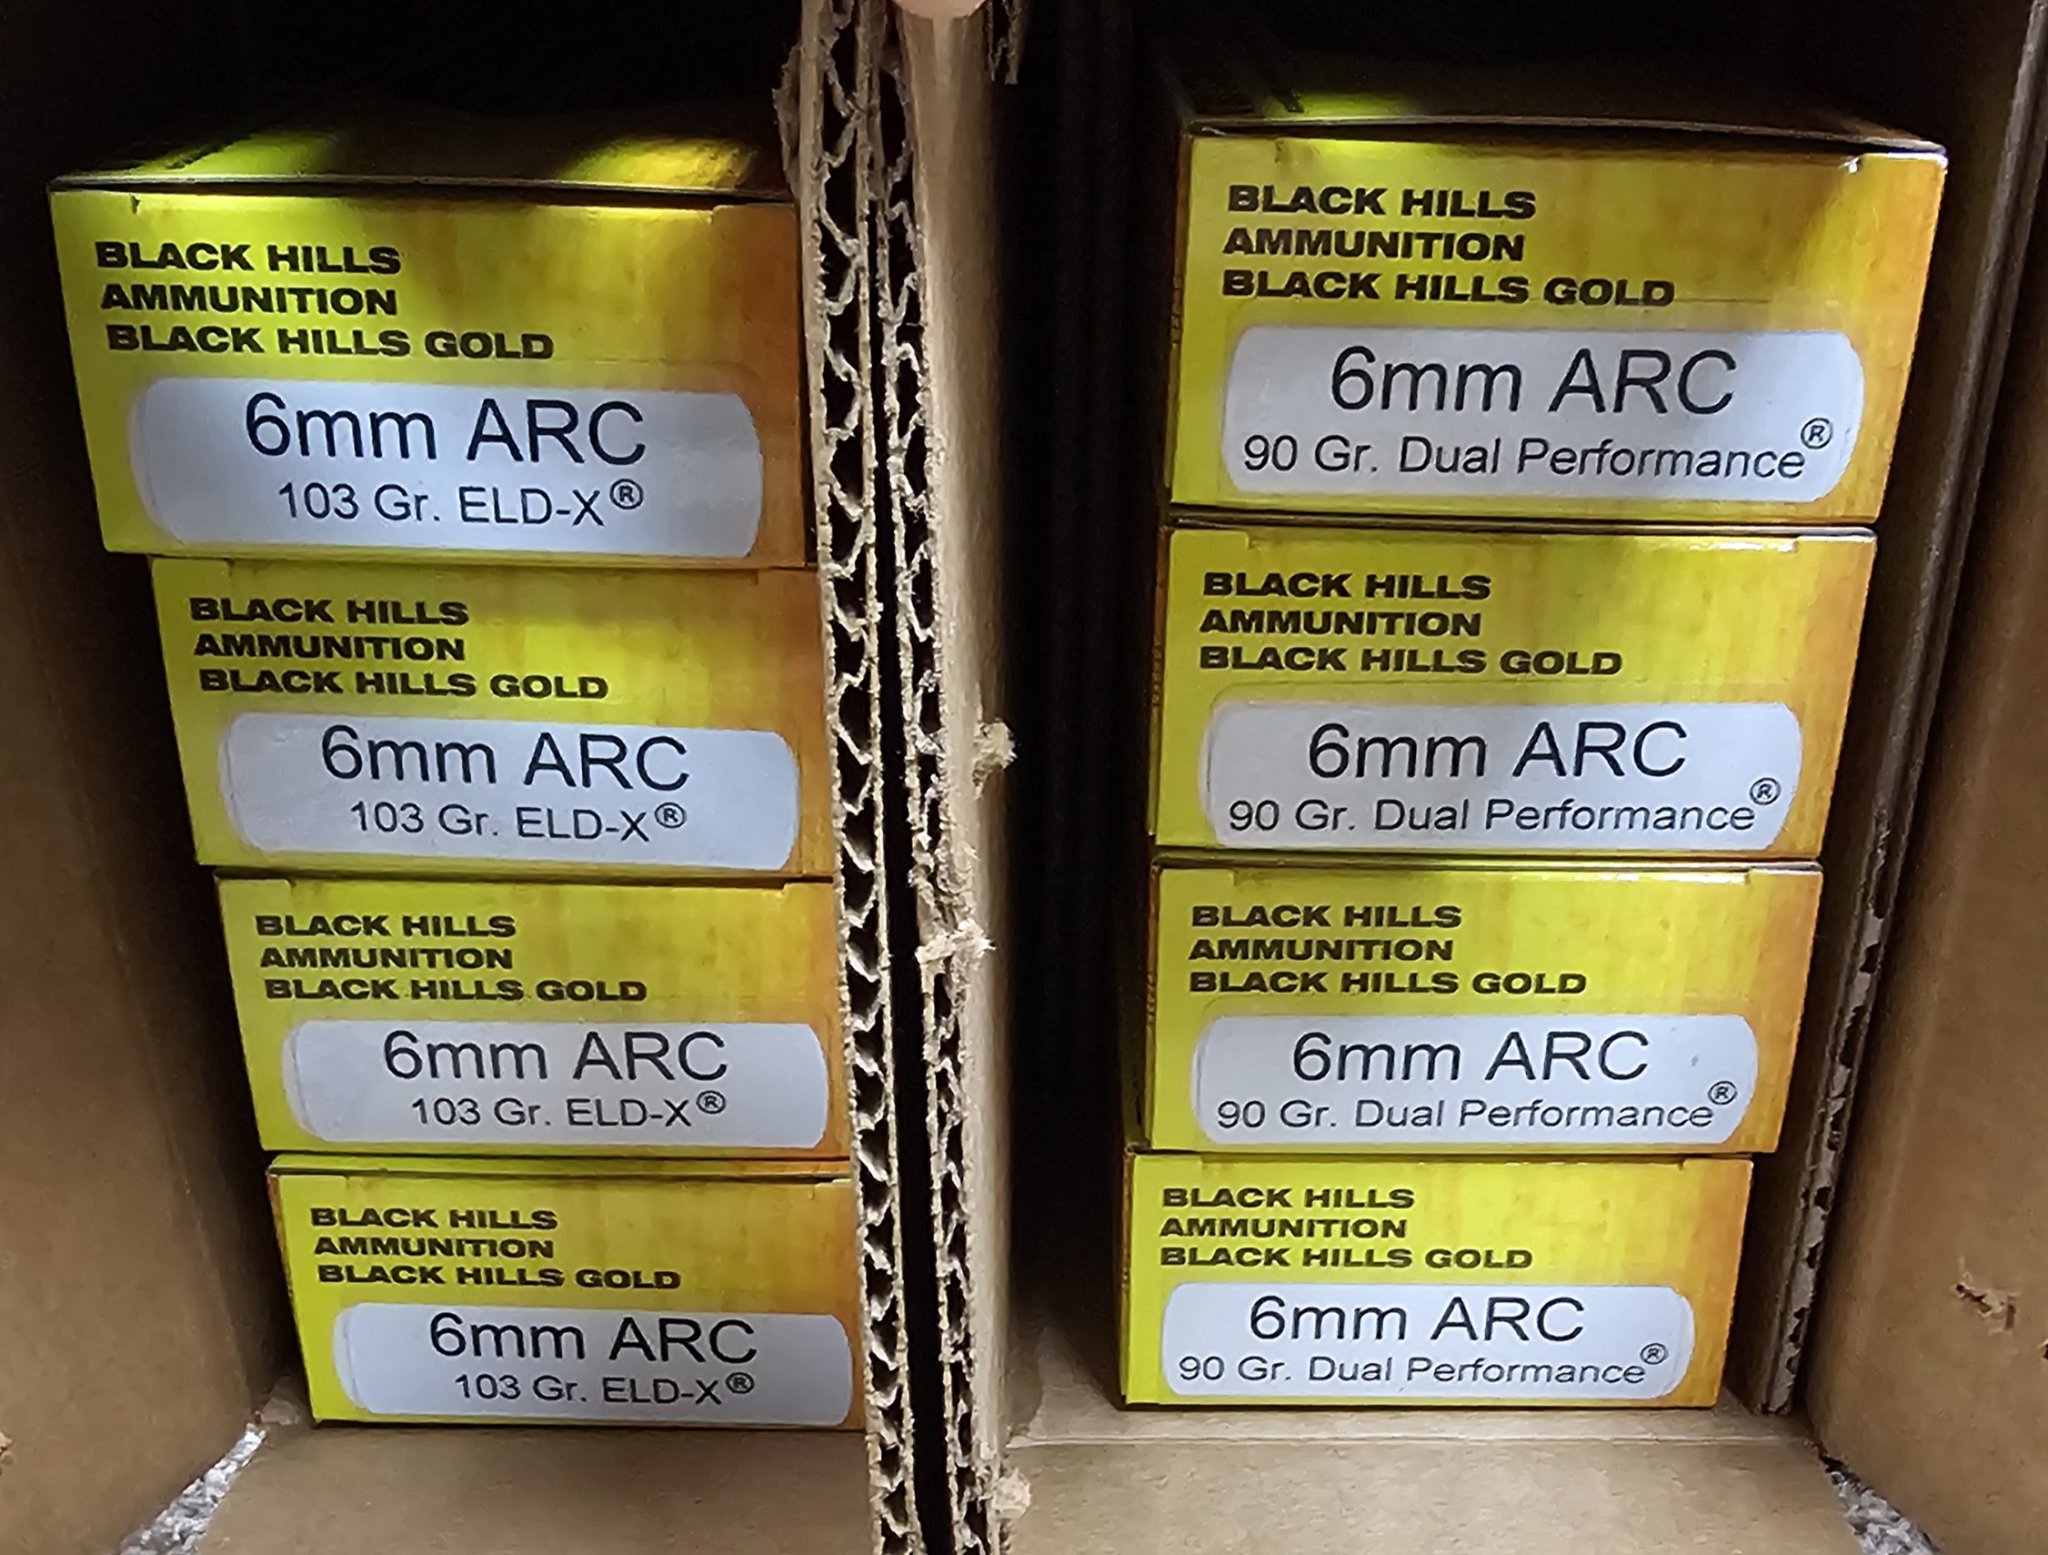 BLACK HILLS
AMMUNITION
BLACK HILLS GOLD
6mm ARC
103 Gr. ELD-X®
BLACK HILLS
AMMUNITION
BLACK HILLS GOLD
6mm ARC
103 Gr. ELD-X®
BLACK HILLS
AMMUNITION
BLACK HILLS GOLD
6mm ARC
103 Gr. ELD-X®
BLACK HILLS
AMMUNITION
BLACK HILLS GOLD
6mm ARC
103 Gr. ELD-X®
BLACK HILLS
AMMUNITION
BLACK HILLS GOLD
6mm ARC
90 Gr. Dual Performance®
BLACK HILLS
AMMUNITION
BLACK HILLS GOLD
6mm ARC
90 Gr. Dual Performance®
BLACK HILLS
AMMUNITION
BLACK HILLS GOLD
6mm ARC
90 Gr. Dual Performance®
BLACK HILLS
AMMUNITION
BLACK HILLS GOLD
6mm ARC
90 Gr. Dual Performance®